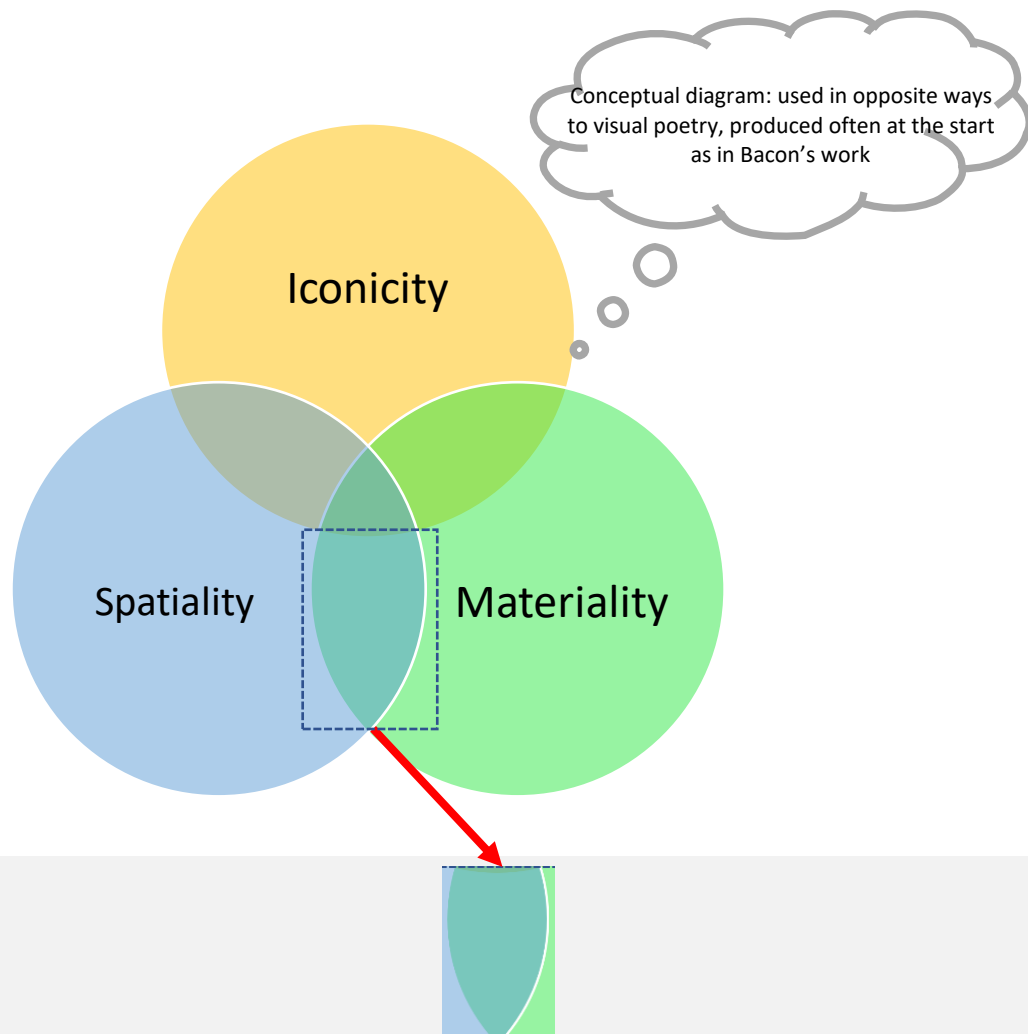 Conceptual diagram: used in opposite ways
to visual poetry, produced often at the start
as in Bacon’s work
Iconicity
Spatiality
Materiality